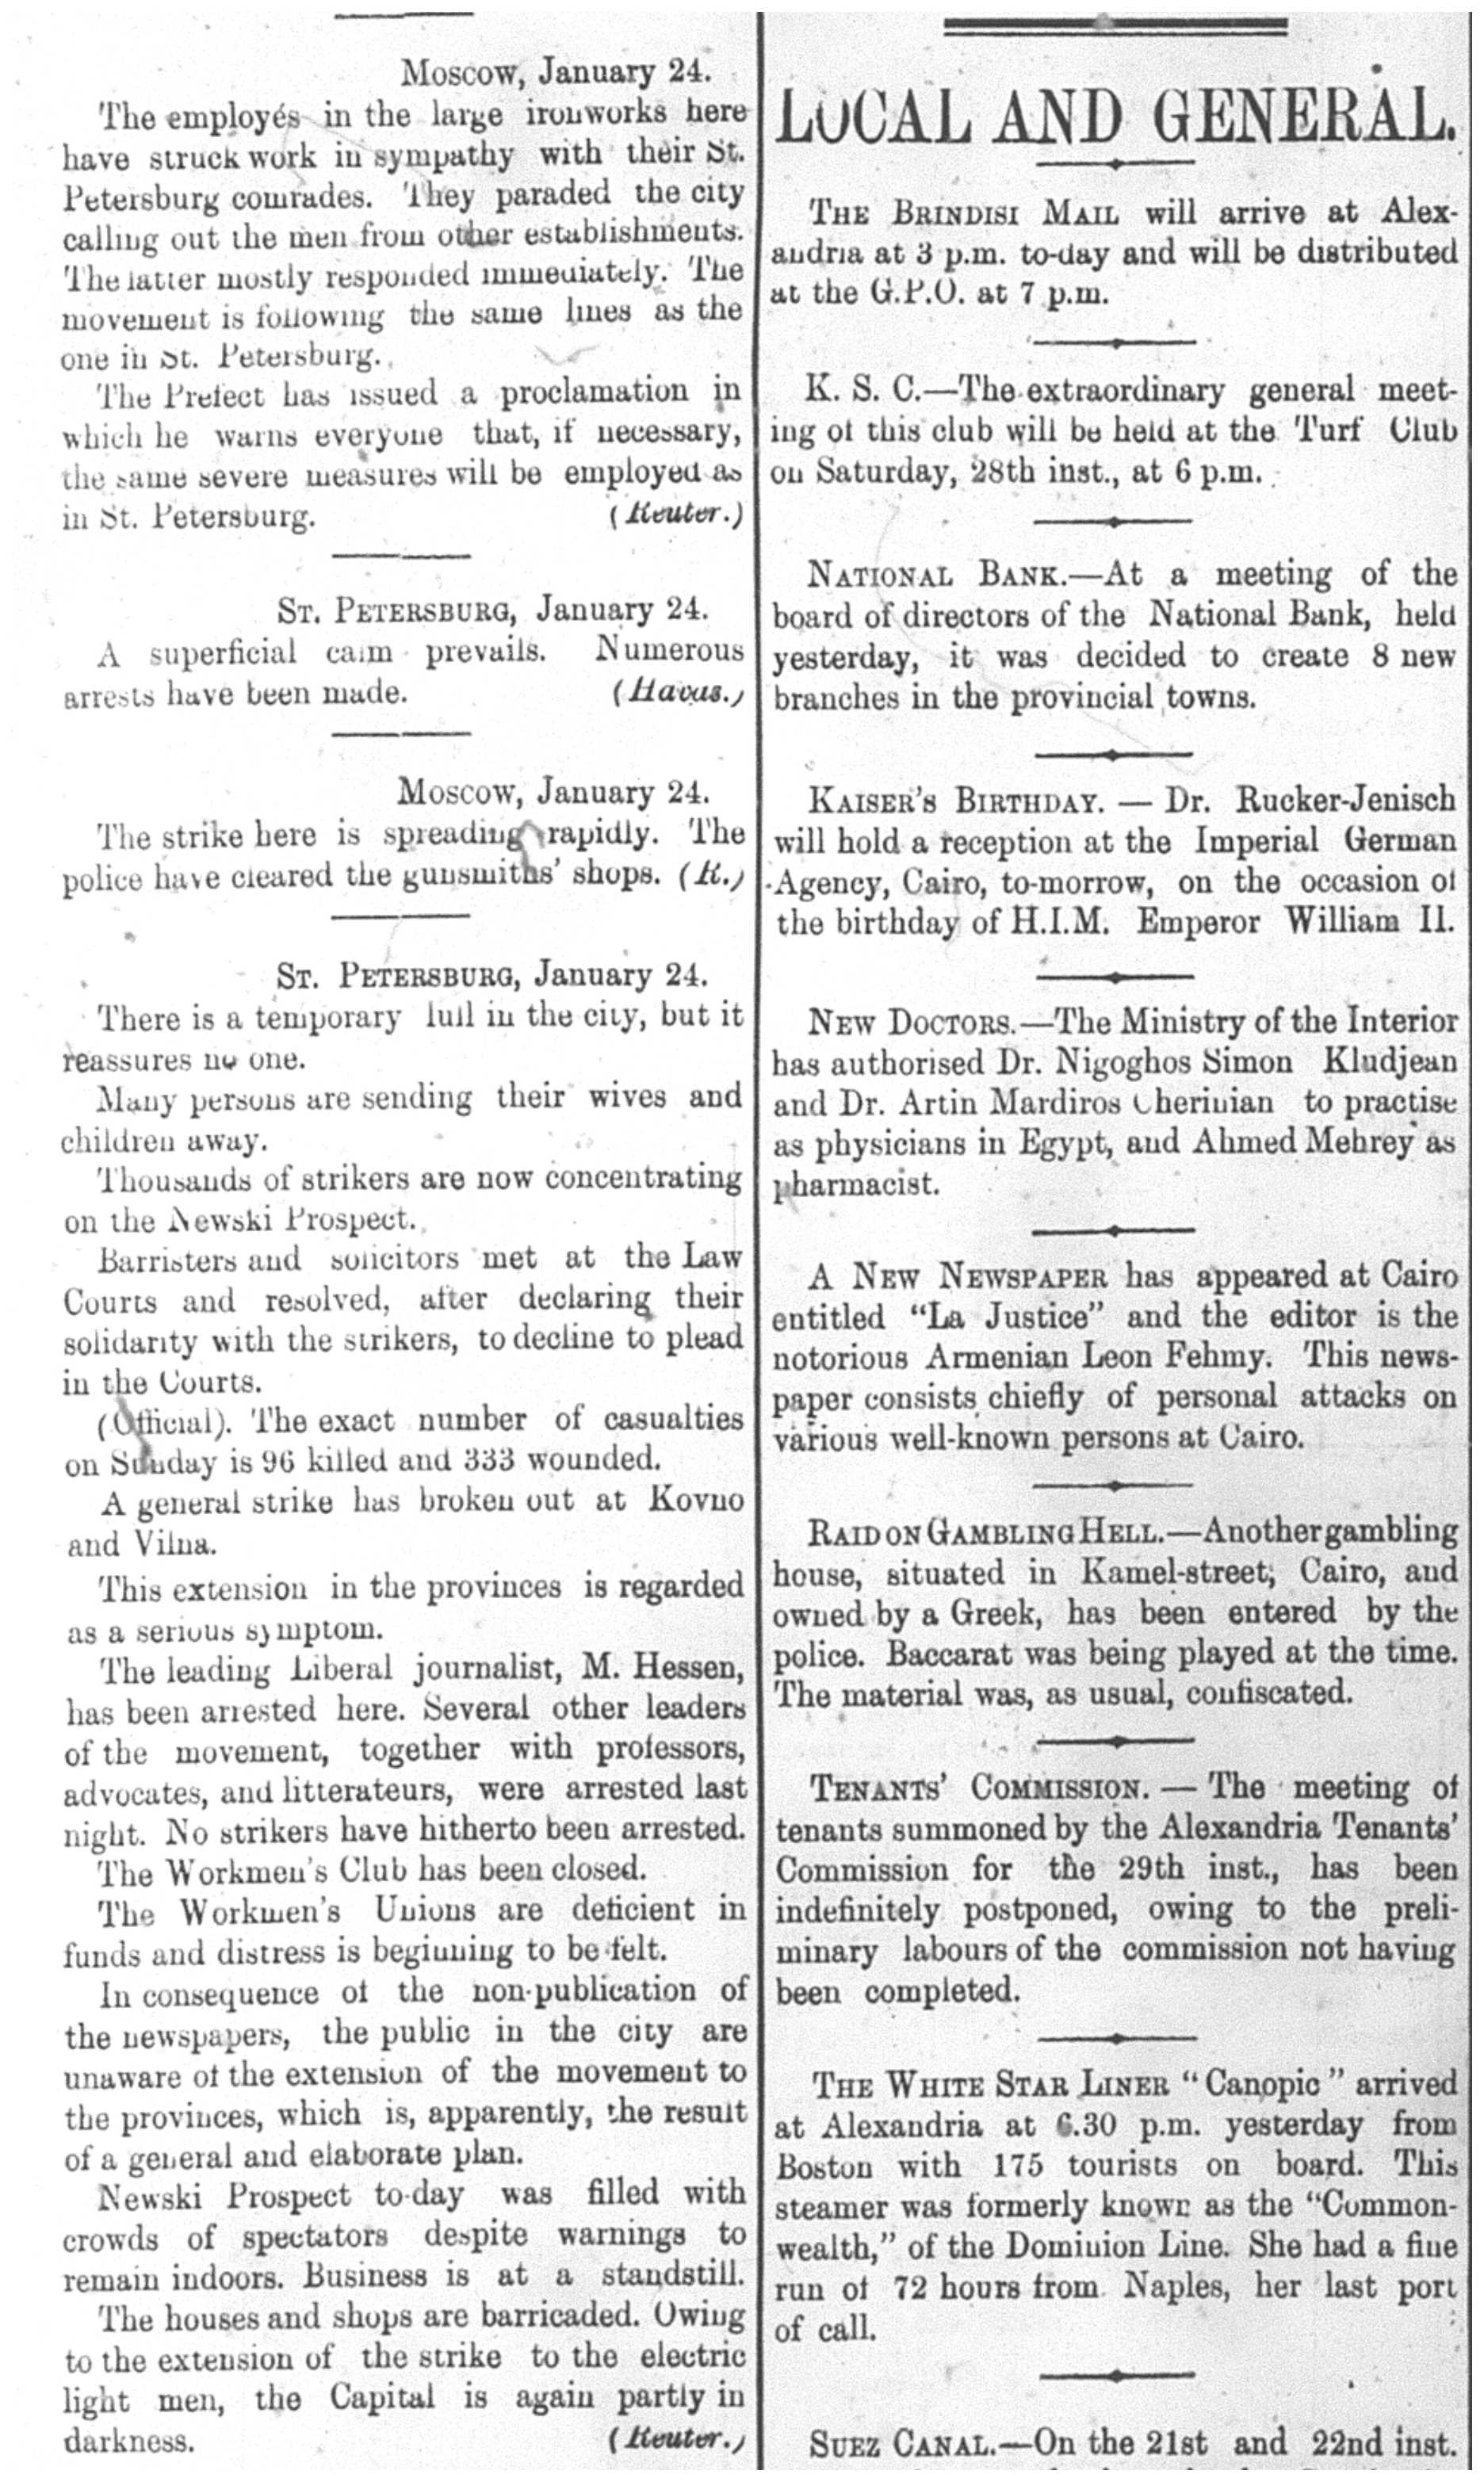 Moscow, January 24.
The employés in the large ironworks here
have struck work in sympathy with their St.
Petersburg comrades. They paraded the city
calling out the men from other establishments.
The latter mostly responded immediately. The
movement is following the same lines as the
one in St. Petersburg.
The Prefect has issued a proclamation in
which he warns everyone that, if necessary,
the same severe measures will be employed as
in St. Petersburg. (Reuter.)
St. Petersburg, January 24.
A superficial calm prevails. Numerous
arrests have been made. (Havas.)
Moscow, January 24.
The strike here is spreading rapidly. The
police have cleared the gunsmiths' shops. (R.)
St. Petersburg, January 24.
There is a temporary lull in the city, but it
reassures no one.
Many persons are sending their wives and
children away.
Thousands of strikers are now concentrating
on the Newski Prospect.
Barristers and solicitors met at the Law
Courts and resolved, after declaring their
solidarity with the strikers, to decline to plead
in the Courts.
(Official). The exact number of casualties
on Sunday is 96 killed and 333 wounded.
A general strike has broken out at Kovno
and Vilna.
This extension in the provinces is regarded
as a serious symptom.
The leading Liberal journalist, M. Hessen,
has been arrested here. Several other leaders
of the movement, together with professors,
advocates, and litterateurs, were arrested last
night. No strikers have hitherto been arrested.
The Workmen's Club has been closed.
The Workmen's Unions are deficient in
funds and distress is beginning to be felt.
In consequence of the non-publication of
the newspapers, the public in the city are
unaware of the extension of the movement to
the provinces, which is, apparently, the result
of a general and elaborate plan.
Newski Prospect to-day was filled with
crowds of spectators despite warnings to
remain indoors. Business is at a standstill.
The houses and shops are barricaded. Owing
to the extension of the strike to the electric
light men, the Capital is again partly in
darkness. (Reuter.)
LOCAL AND GENERAL.
The Brindisi Mail will arrive at Alex-
andria at 3 p.m. to-day and will be distributed
at the G.P.O. at 7 p.m.
K. S. C.—The extraordinary general meet-
ing of this club will be held at the Turf Club
on Saturday, 28th inst., at 6 p.m.
National Bank.—At a meeting of the
board of directors of the National Bank, held
yesterday, it was decided to create 8 new
branches in the provincial towns.
Kaiser's Birthday. — Dr. Rucker-Jenisch
will hold a reception at the Imperial German
Agency, Cairo, to-morrow, on the occasion of
the birthday of H.I.M. Emperor William II.
New Doctors.—The Ministry of the Interior
has authorised Dr. Nigoghos Simon Kludjean
and Dr. Artin Mardiros Cherinian to practise
as physicians in Egypt, and Ahmed Mehrey as
pharmacist.
A New Newspaper has appeared at Cairo
entitled "La Justice" and the editor is the
notorious Armenian Leon Fehmy. This news-
paper consists chiefly of personal attacks on
various well-known persons at Cairo.
Raid on Gambling Hell.—Another gambling
house, situated in Kamel-street, Cairo, and
owned by a Greek, has been entered by the
police. Baccarat was being played at the time.
The material was, as usual, confiscated.
Tenants' Commission. — The meeting of
tenants summoned by the Alexandria Tenants'
Commission for the 29th inst., has been
indefinitely postponed, owing to the preli-
minary labours of the commission not having
been completed.
The White Star Liner "Canopic" arrived
at Alexandria at 6.30 p.m. yesterday from
Boston with 175 tourists on board. This
steamer was formerly known as the "Common-
wealth," of the Dominion Line. She had a fine
run of 72 hours from Naples, her last port
of call.
Suez Canal.—On the 21st and 22nd inst.